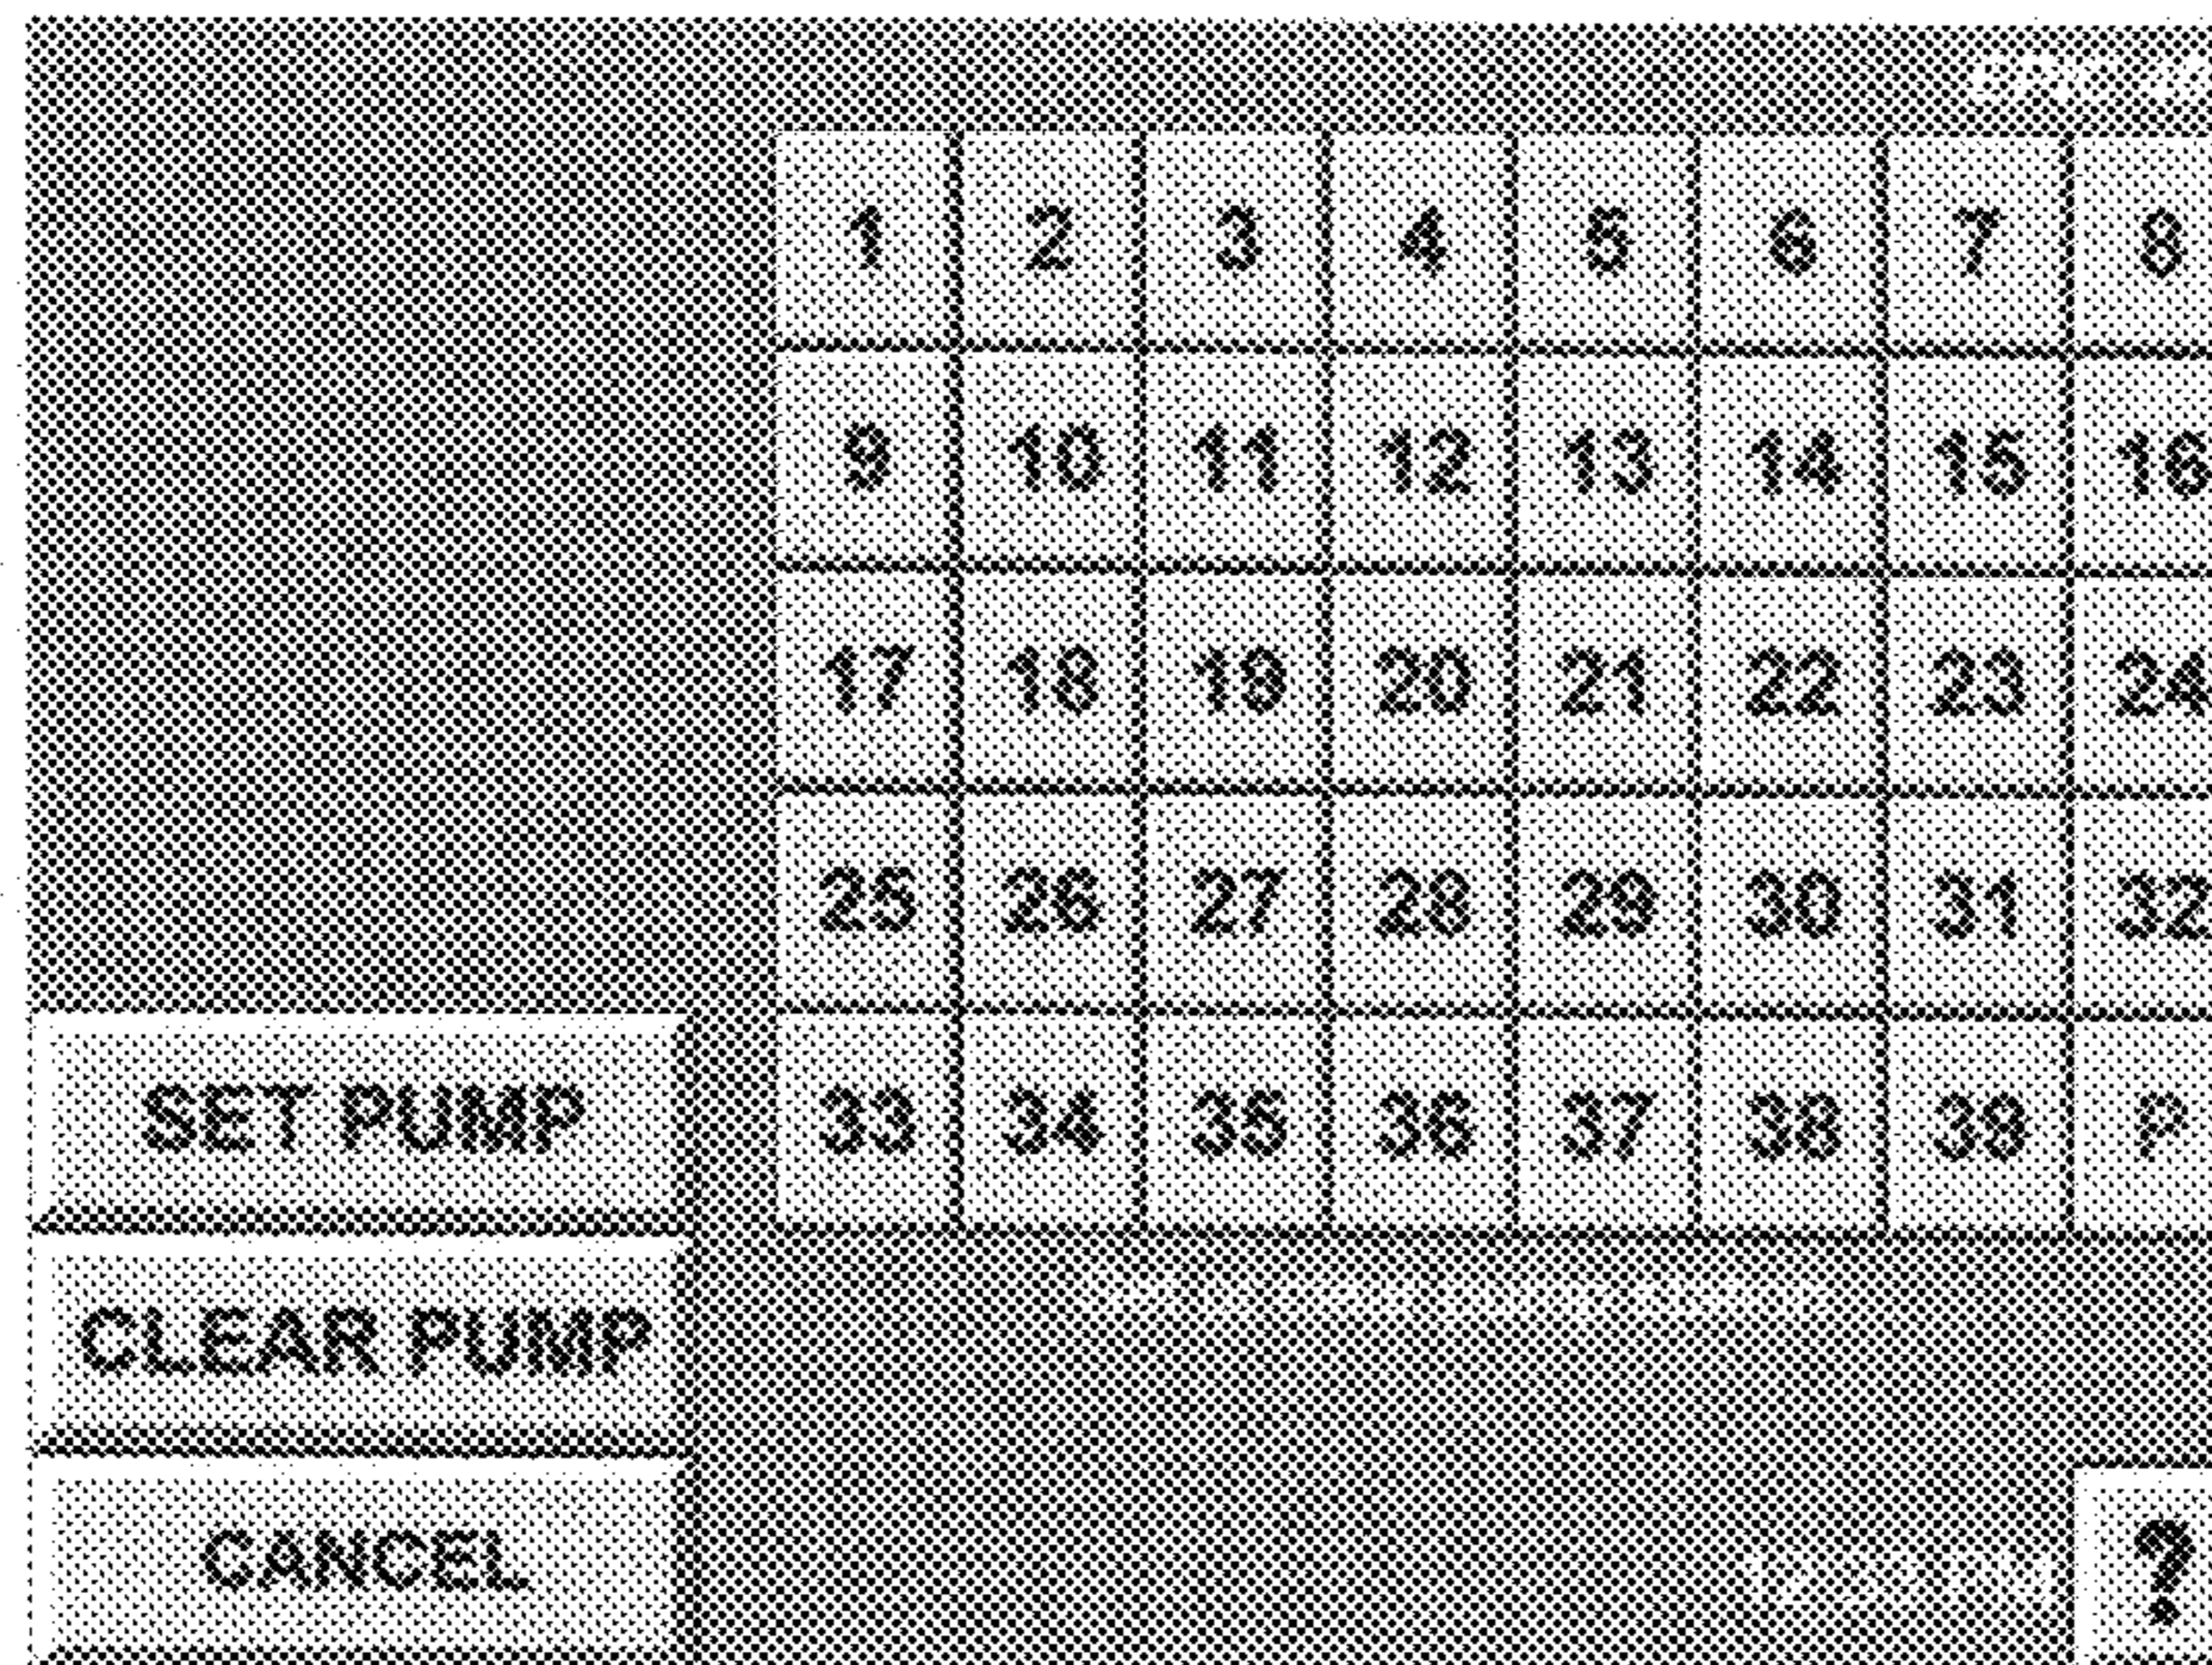 1 2 3 4 5 6 7 8
9 10 11 12 13 14 15 16
17 18 19 20 21 22 23 24
25 26 27 28 29 30 31 32
33 34 35 36 37 38 39 P
SET PUMP
CLEAR PUMP
CANCEL
?